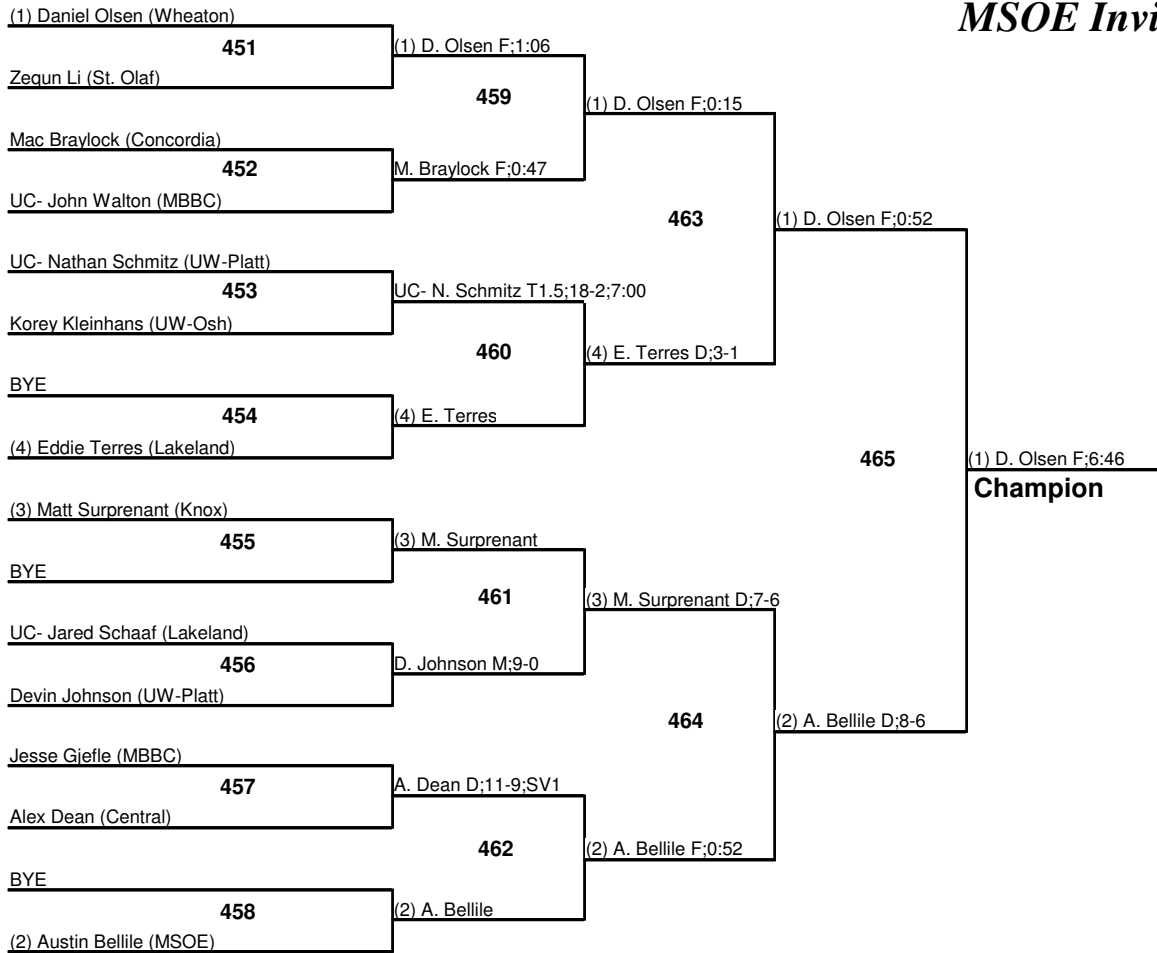 MSOE Invi
(1) Daniel Olsen (Wheaton)
451
Zequn Li (St. Olaf)
(1) D. Olsen F;1:06
459
(1) D. Olsen F;0:15
Mac Braylock (Concordia)
452
UC- John Walton (MBBC)
M. Braylock F;0:47
463
(1) D. Olsen F;0:52
UC- Nathan Schmitz (UW-Platt)
453
Korey Kleinhans (UW-Osh)
UC- N. Schmitz T1.5;18-2;7:00
460
(4) E. Terres D;3-1
BYE
454
(4) Eddie Terres (Lakeland)
(4) E. Terres
465
(1) D. Olsen F;6:46
Champion
(3) Matt Surprenant (Knox)
455
BYE
(3) M. Surprenant
461
(3) M. Surprenant D;7-6
UC- Jared Schaaf (Lakeland)
456
Devin Johnson (UW-Platt)
D. Johnson M;9-0
464
(2) A. Bellile D;8-6
Jesse Gjefle (MBBC)
457
Alex Dean (Central)
A. Dean D;11-9;SV1
462
(2) A. Bellile F;0:52
BYE
458
(2) Austin Bellile (MSOE)
(2) A. Bellile